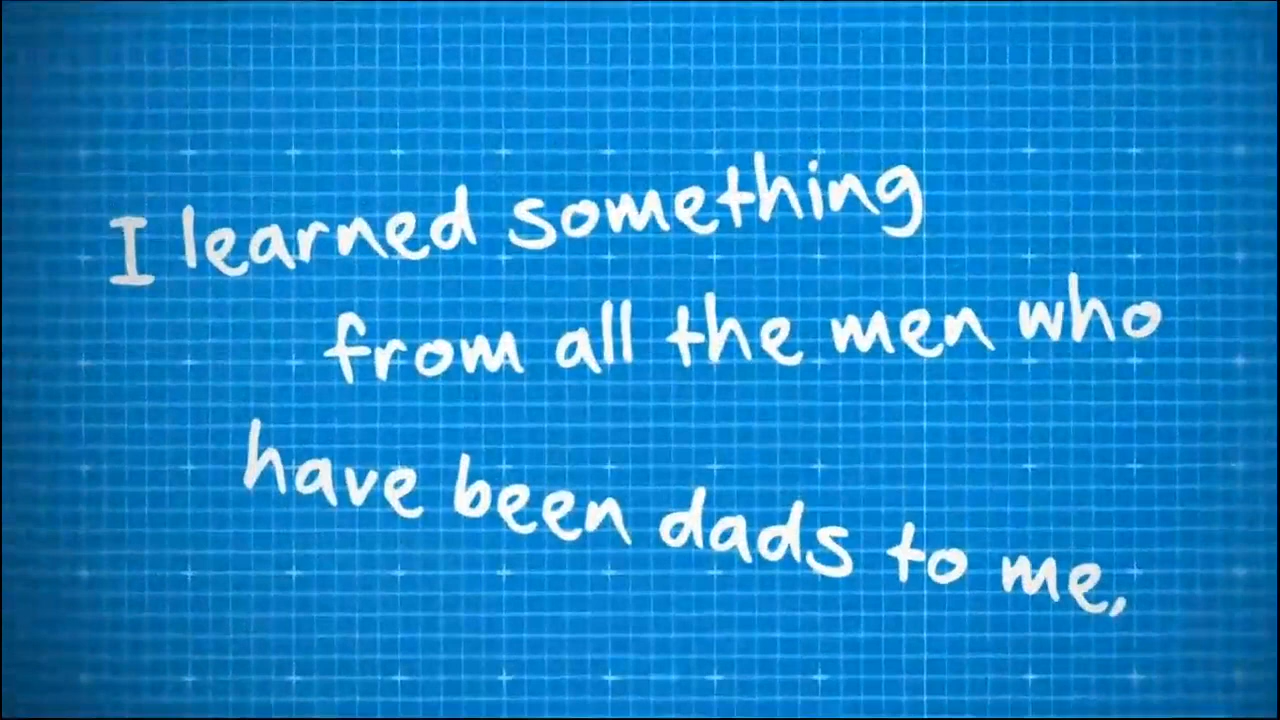 I learned something
from all the men who
have been dads to me,